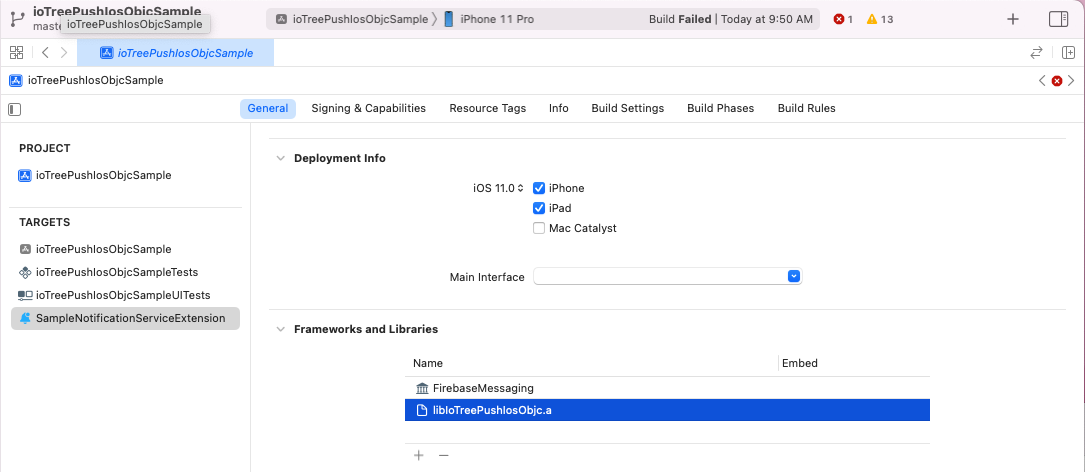 ioTreePushIosObjcSample
ioTreePushIosObjcSample
ioTreePushIosObjcSample
iPhone 11 Pro
Build Failed | Today at 9:50 AM
1
13
ioTreePushIosObjcSample
ioTreePushIosObjcSample
General
Signing & Capabilities
Resource Tags
Info
Build Settings
Build Phases
Build Rules
PROJECT
ioTreePushIosObjcSample
TARGETS
ioTreePushIosObjcSample
ioTreePushIosObjcSampleTests
ioTreePushIosObjcSampleUITests
SampleNotificationServiceExtension
Deployment Info
iOS 11.0
iPhone
iPad
Mac Catalyst
Main Interface
Frameworks and Libraries
Name
Embed
FirebaseMessaging
libIoTreePushIosObjc.a